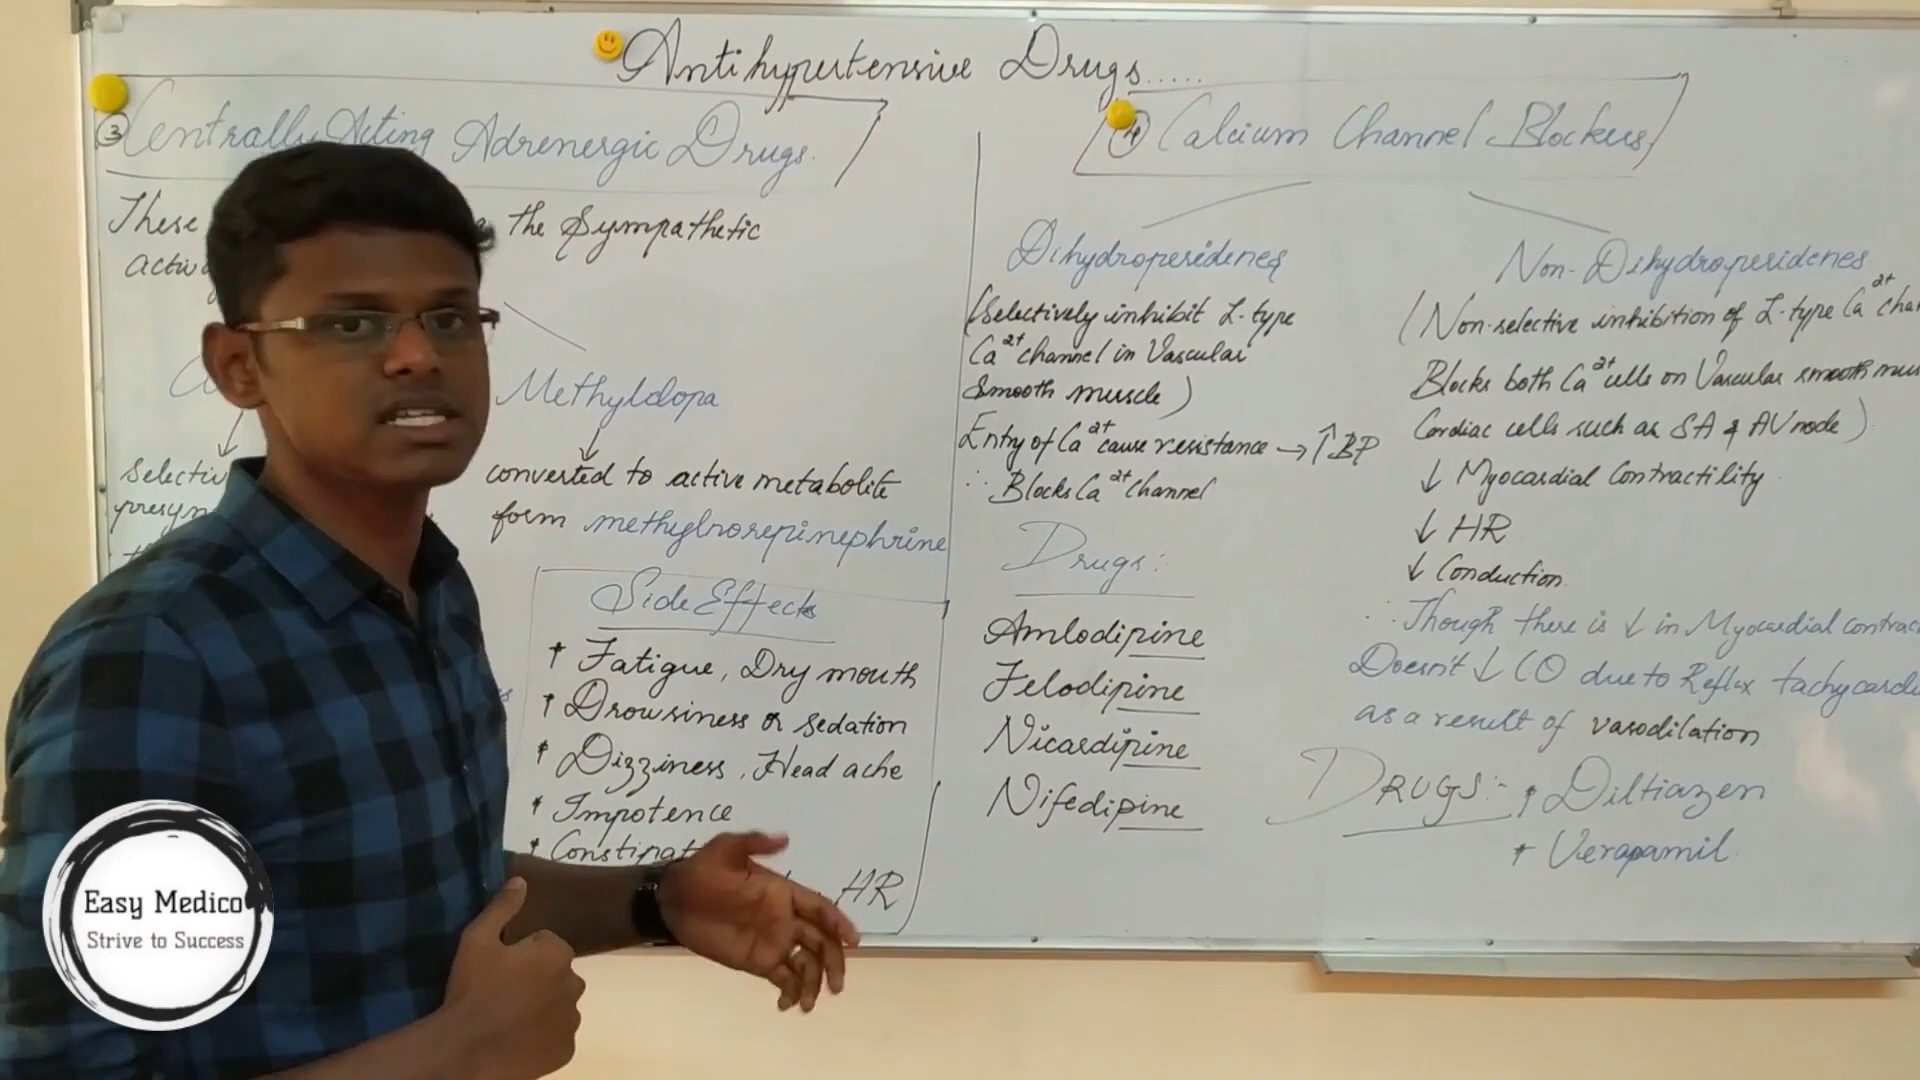 Antihypertensive Drugs.....
③ Centrally Acting Adrenergic Drugs.
These the Sympathetic
Methyldopa
selectiv
presyn
converted to active metabolite
form methylnorepinephrine
Side Effects
Fatigue, Dry mouth
Drowsiness or sedation
Dizziness, Head ache
Impotence
Constipat
HR
④ Calcium Channel Blockers
Dihydroperidenes
(Selectively inhibit L-type
Ca²⁺ channel in Vascular
Smooth muscle)
Entry of Ca²⁺ cause resistance → ↑BP
∴ Blocks Ca²⁺ channel
Drugs:
Amlodipine
Felodipine
Nicardipine
Nifedipine
Non-Dihydroperidenes
(Non-selective inhibition of L-type Ca²⁺ chan
Blocks both Ca²⁺ cells on Vascular smooth mus
Cardiac cells such as SA & AV node)
↓ Myocardial Contractility
↓ HR
↓ Conduction.
∴ Though there is ↓ in Myocardial contrac
Doesn't ↓ CO due to Reflex tachycardi
as a result of vasodilation
DRUGS:- Diltiazen
Verapamil.
Easy Medico
Strive to Success